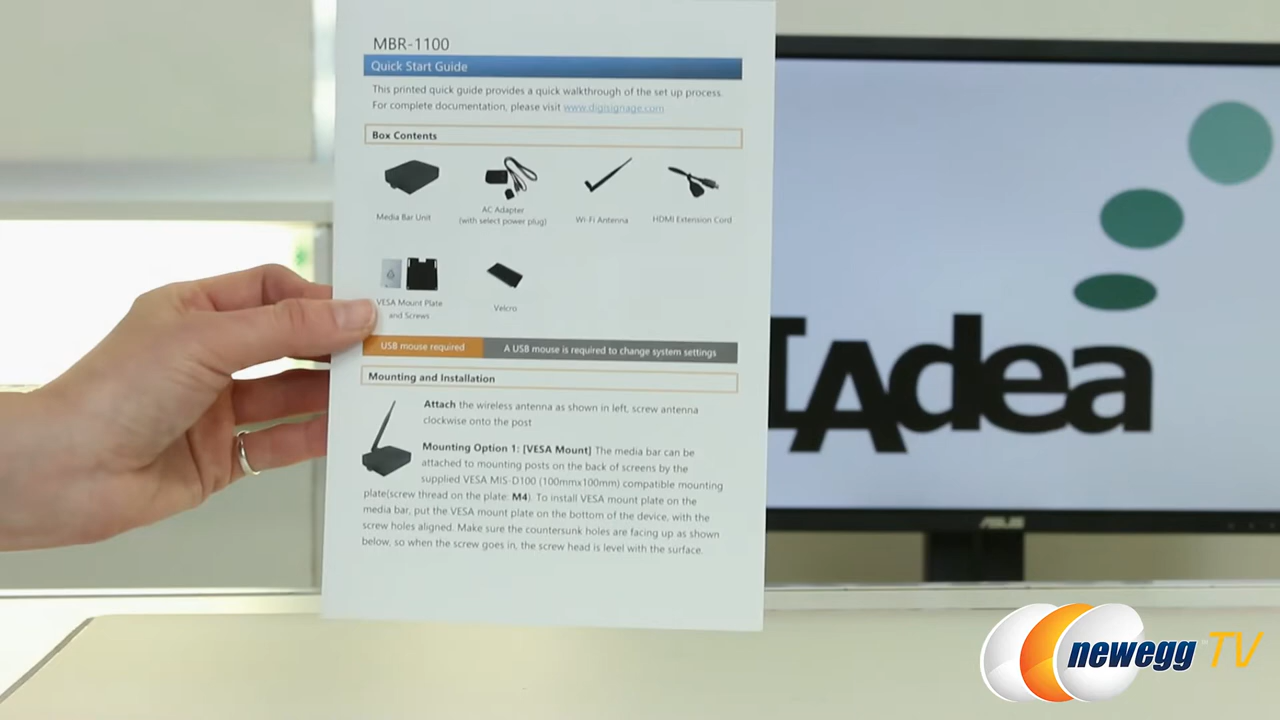 MBR-1100
Quick Start Guide
This printed quick guide provides a quick walkthrough of the set up process.
For complete documentation, please visit www.digisignage.com
Box Contents
Media Bar Unit
AC Adapter
(with select power plug)
Wi-Fi Antenna
HDMI Extension Cord
VESA Mount Plate
and Screws
Velcro
USB mouse required
A USB mouse is required to change system settings
Mounting and Installation
Attach the wireless antenna as shown in left, screw antenna
clockwise onto the post
Mounting Option 1: [VESA Mount] The media bar can be
attached to mounting posts on the back of screens by the
supplied VESA MIS-D100 (100mmx100mm) compatible mounting
plate(screw thread on the plate: M4). To install VESA mount plate on the
media bar, put the VESA mount plate on the bottom of the device, with the
screw holes aligned. Make sure the countersunk holes are facing up as shown
below, so when the screw goes in, the screw head is level with the surface.
IAdea
ASUS
newegg TV